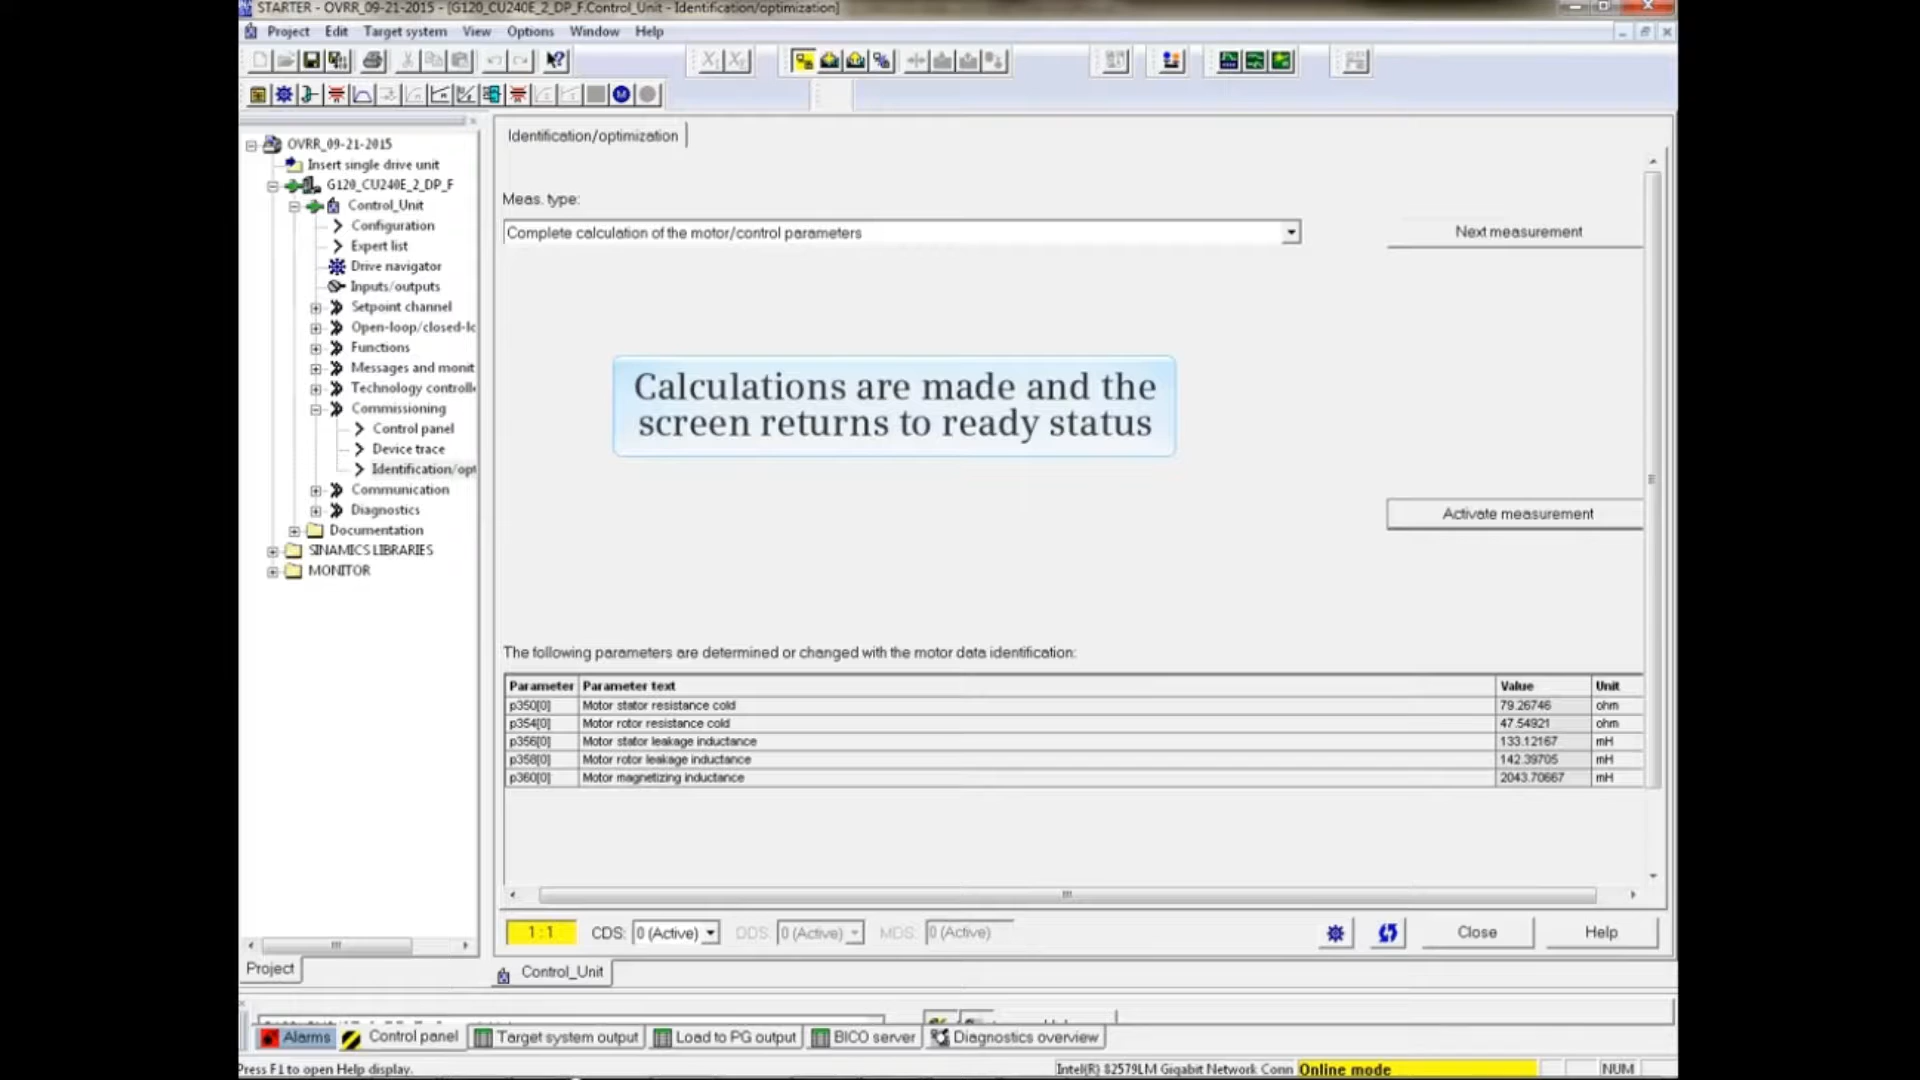 STARTER - OVRR_09-21-2015 - [G120_CU240E_2_DP_F.Control_Unit - Identification/optimization]
Project Edit Target system View Options Window Help
Identification/optimization
OVRR_09-21-2015
Insert single drive unit
G120_CU240E_2_DP_F
Control_Unit
Configuration
Expert list
Drive navigator
Inputs/outputs
Setpoint channel
Open-loop/closed-lc
Functions
Messages and monit
Technology controlle
Commissioning
Control panel
Device trace
Identification/opt
Communication
Diagnostics
Documentation
SINAMICS LIBRARIES
MONITOR
Project
Meas. type:
Complete calculation of the motor/control parameters
Next measurement
Calculations are made and the
screen returns to ready status
Activate measurement
The following parameters are determined or changed with the motor data identification:
Parameter Parameter text Value Unit
p350[0] Motor stator resistance cold 79.26746 ohm
p354[0] Motor rotor resistance cold 47.54921 ohm
p356[0] Motor stator leakage inductance 133.12167 mH
p358[0] Motor rotor leakage inductance 142.39705 mH
p360[0] Motor magnetizing inductance 2043.70667 mH
1 : 1 CDS: 0 (Active) DDS: 0 (Active) MDS: 0 (Active) Close Help
Control_Unit
Alarms Control panel Target system output Load to PG output BICO server Diagnostics overview
Press F1 to open Help display. Intel(R) 82579LM Gigabit Network Conn Online mode NUM